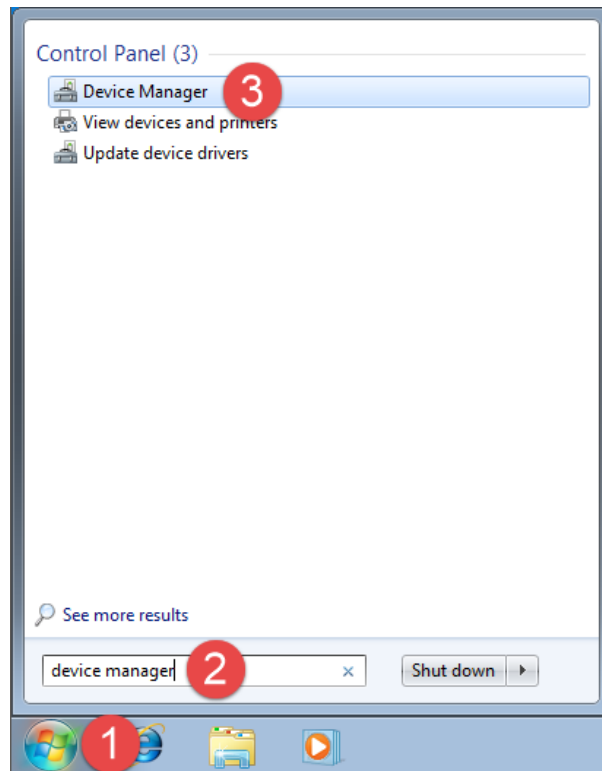 Control Panel (3)
Device Manager 3
View devices and printers
Update device drivers
See more results
device manager 2 × Shut down
1